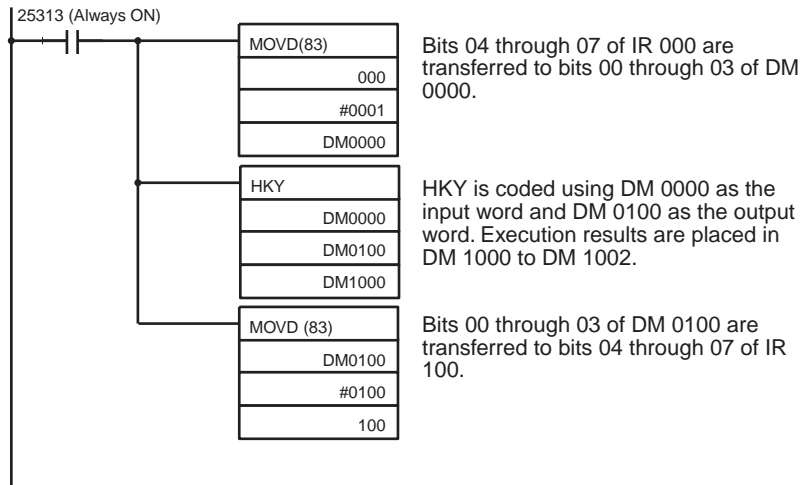 25313 (Always ON)
MOVD(83)
000
#0001
DM0000
Bits 04 through 07 of IR 000 are
transferred to bits 00 through 03 of DM
0000.
HKY
DM0000
DM0100
DM1000
HKY is coded using DM 0000 as the
input word and DM 0100 as the output
word. Execution results are placed in
DM 1000 to DM 1002.
MOVD (83)
DM0100
#0100
100
Bits 00 through 03 of DM 0100 are
transferred to bits 04 through 07 of IR
100.